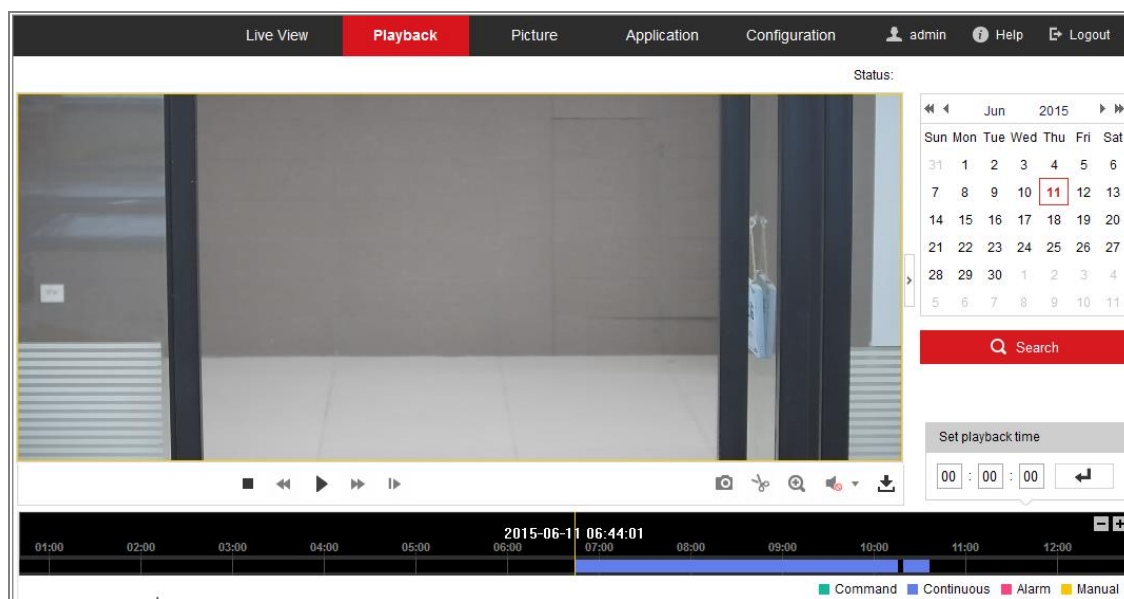 Live View Playback Picture Application Configuration admin Help Logout
Status:
Jun 2015
Sun Mon Tue Wed Thu Fri Sat
31 1 2 3 4 5 6
7 8 9 10 11 12 13
14 15 16 17 18 19 20
21 22 23 24 25 26 27
28 29 30 1 2 3 4
5 6 7 8 9 10 11
Search
Set playback time
00 : 00 : 00
2015-06-11 06:44:01
01:00 02:00 03:00 04:00 05:00 06:00 07:00 08:00 09:00 10:00 11:00 12:00
Command Continuous Alarm Manual